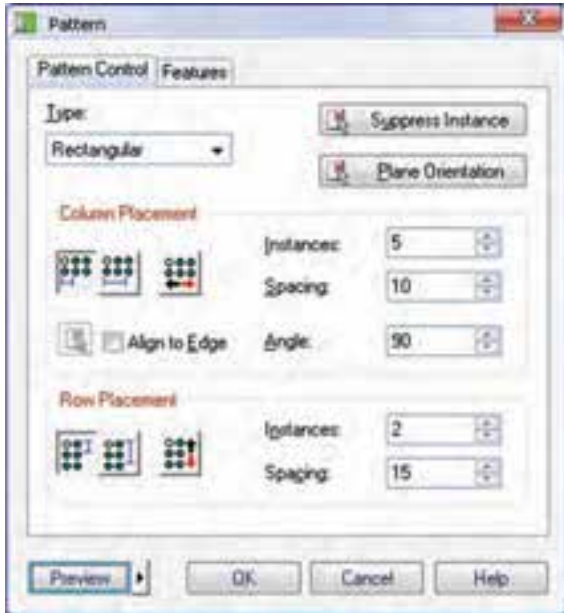 Pattern
Pattern Control Features
Type:
Suppress Instance
Rectangular
Plane Orientation
Column Placement
Instances: 5
Spacing: 10
Align to Edge Angle: 90
Row Placement
Instances: 2
Spacing: 15
Preview OK Cancel Help